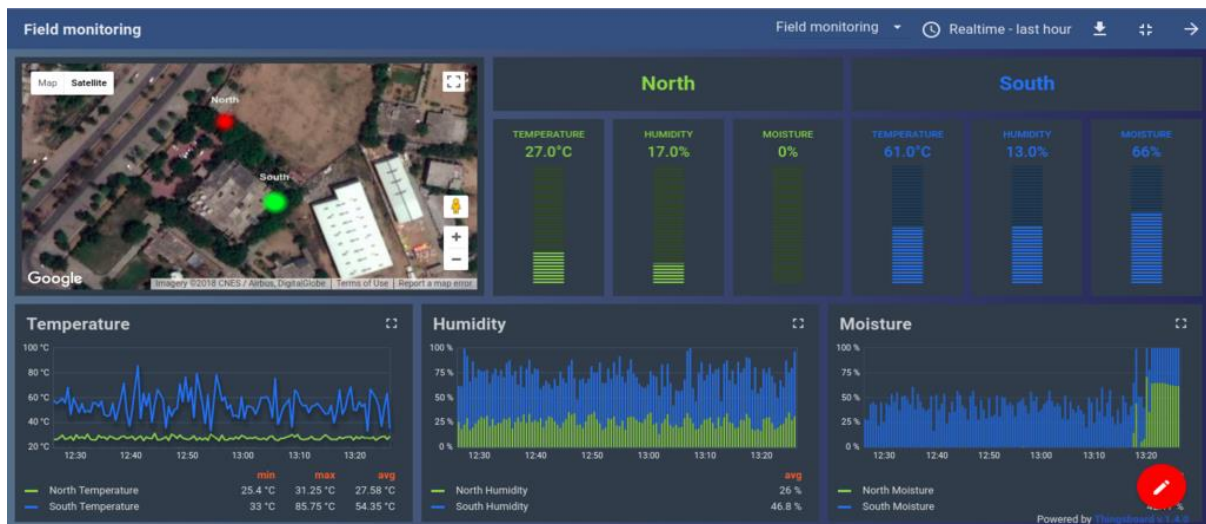 Field monitoring
Field monitoring
Realtime - last hour
Map Satellite
North
South
Google
Imagery ©2018 CNES / Airbus, DigitalGlobe Terms of Use Report a map error
North
South
TEMPERATURE
27.0°C
HUMIDITY
17.0%
MOISTURE
0%
TEMPERATURE
61.0°C
HUMIDITY
13.0%
MOISTURE
66%
Temperature
100 °C
80 °C
60 °C
40 °C
20 °C
12:30 12:40 12:50 13:00 13:10 13:20
min max avg
North Temperature 25.4 °C 31.25 °C 27.58 °C
South Temperature 33 °C 85.75 °C 54.35 °C
Humidity
100 %
75 %
50 %
25 %
0 %
12:30 12:40 12:50 13:00 13:10 13:20
avg
North Humidity 26 %
South Humidity 46.8 %
Moisture
100 %
75 %
50 %
25 %
0 %
12:30 12:40 12:50 13:00 13:10 13:20
North Moisture
South Moisture
Powered by Thingsboard v.1.4.0